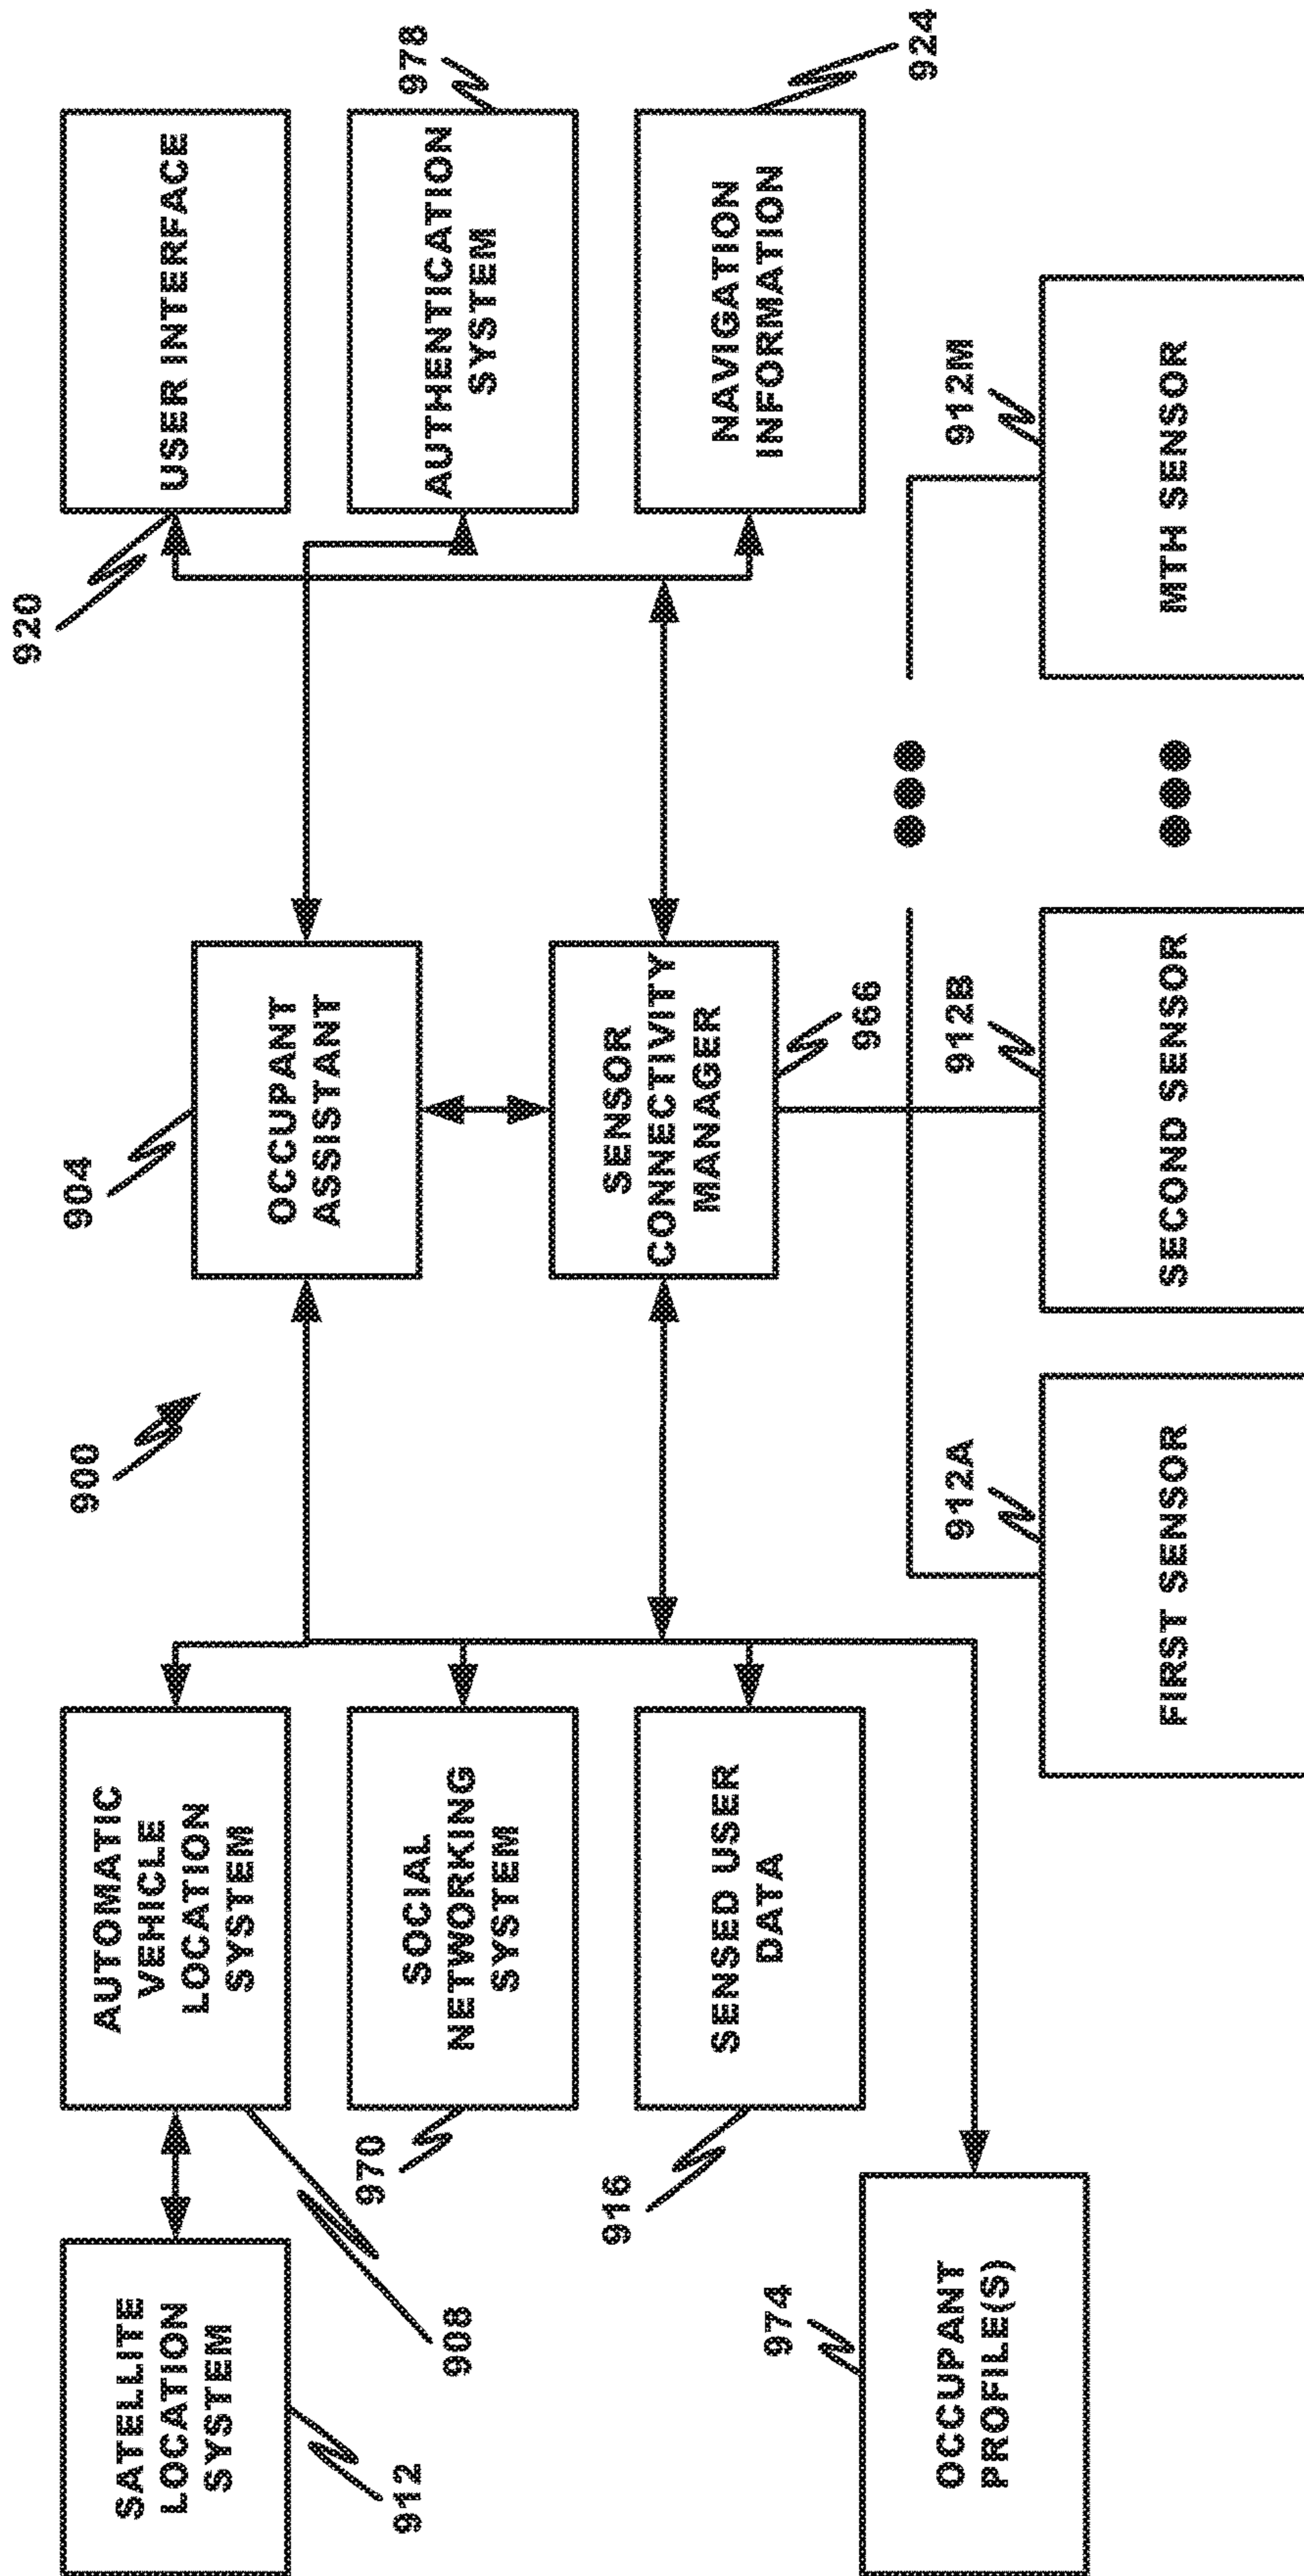 900
SATELLITE
LOCATION
SYSTEM
912
AUTOMATIC
VEHICLE
LOCATION
SYSTEM
908
SOCIAL
NETWORKING
SYSTEM
970
SENSED USER
DATA
916
OCCUPANT
PROFILE(S)
974
904
OCCUPANT
ASSISTANT
SENSOR
CONNECTIVITY
MANAGER
966
920
USER INTERFACE
AUTHENTICATION
SYSTEM
978
NAVIGATION
INFORMATION
924
912A
FIRST SENSOR
912B
SECOND SENSOR
912M
MTH SENSOR